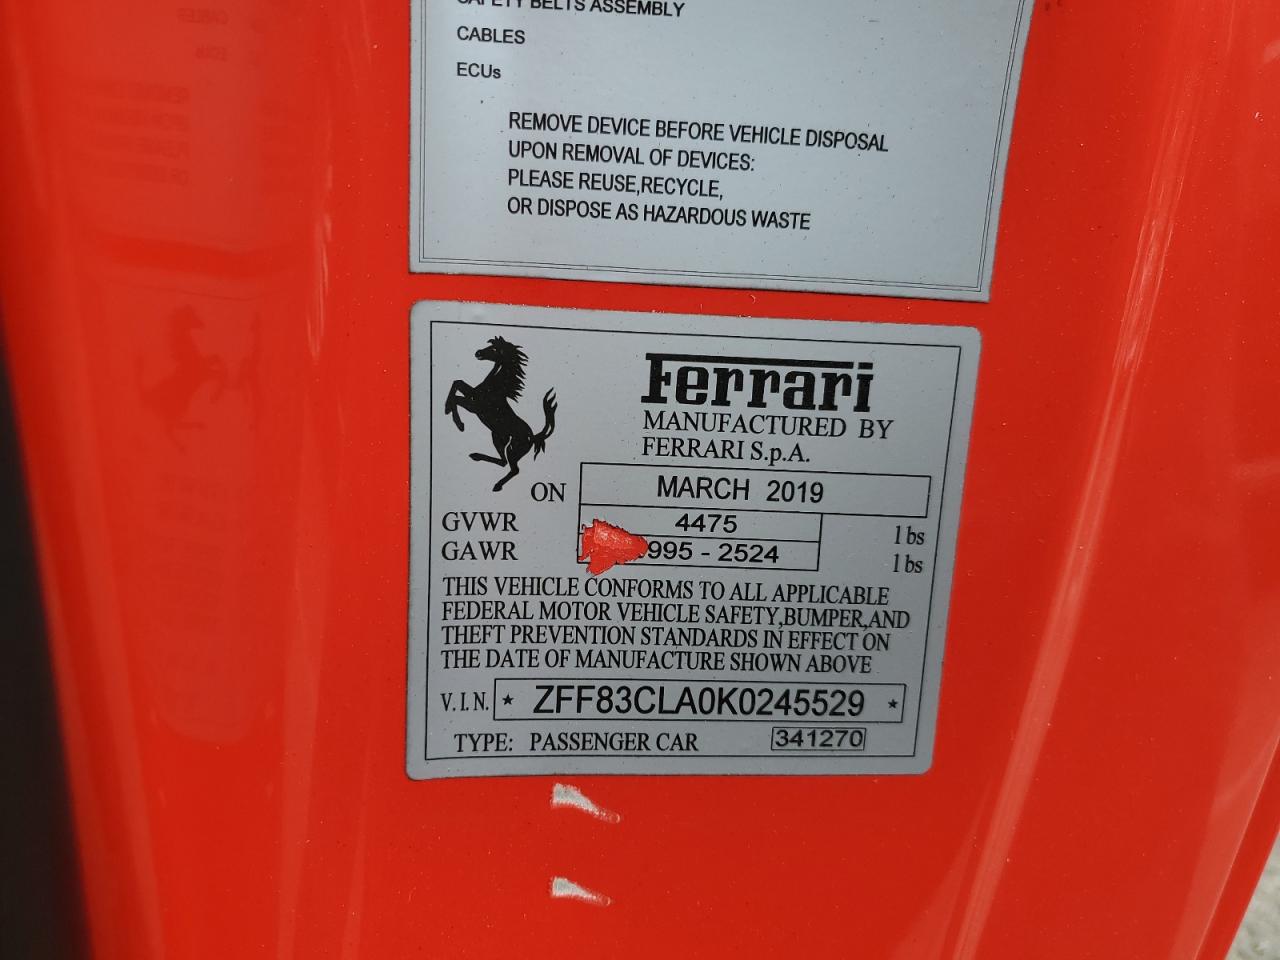 SAFETY BELTS ASSEMBLY
CABLES
ECUs
REMOVE DEVICE BEFORE VEHICLE DISPOSAL
UPON REMOVAL OF DEVICES:
PLEASE REUSE,RECYCLE,
OR DISPOSE AS HAZARDOUS WASTE
Ferrari
MANUFACTURED BY
FERRARI S.p.A.
ON MARCH 2019
GVWR 4475 lbs
GAWR 995 - 2524 lbs
THIS VEHICLE CONFORMS TO ALL APPLICABLE
FEDERAL MOTOR VEHICLE SAFETY,BUMPER,AND
THEFT PREVENTION STANDARDS IN EFFECT ON
THE DATE OF MANUFACTURE SHOWN ABOVE
V.I.N. * ZFF83CLA0K0245529 *
TYPE: PASSENGER CAR 341270